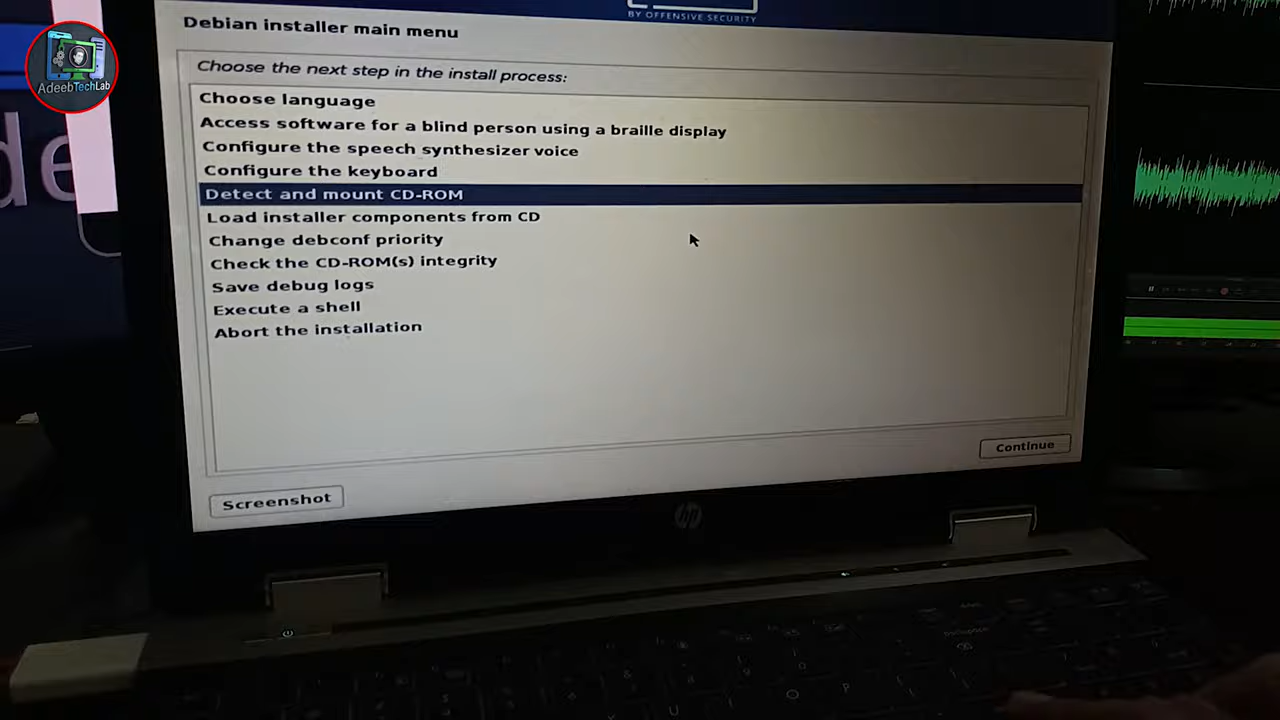 BY OFFENSIVE SECURITY
Debian installer main menu
AdeebTechLab
Choose the next step in the install process:
Choose language
Access software for a blind person using a braille display
Configure the speech synthesizer voice
Configure the keyboard
Detect and mount CD-ROM
Load installer components from CD
Change debconf priority
Check the CD-ROM(s) integrity
Save debug logs
Execute a shell
Abort the installation
Continue
Screenshot
hp
backspace
P